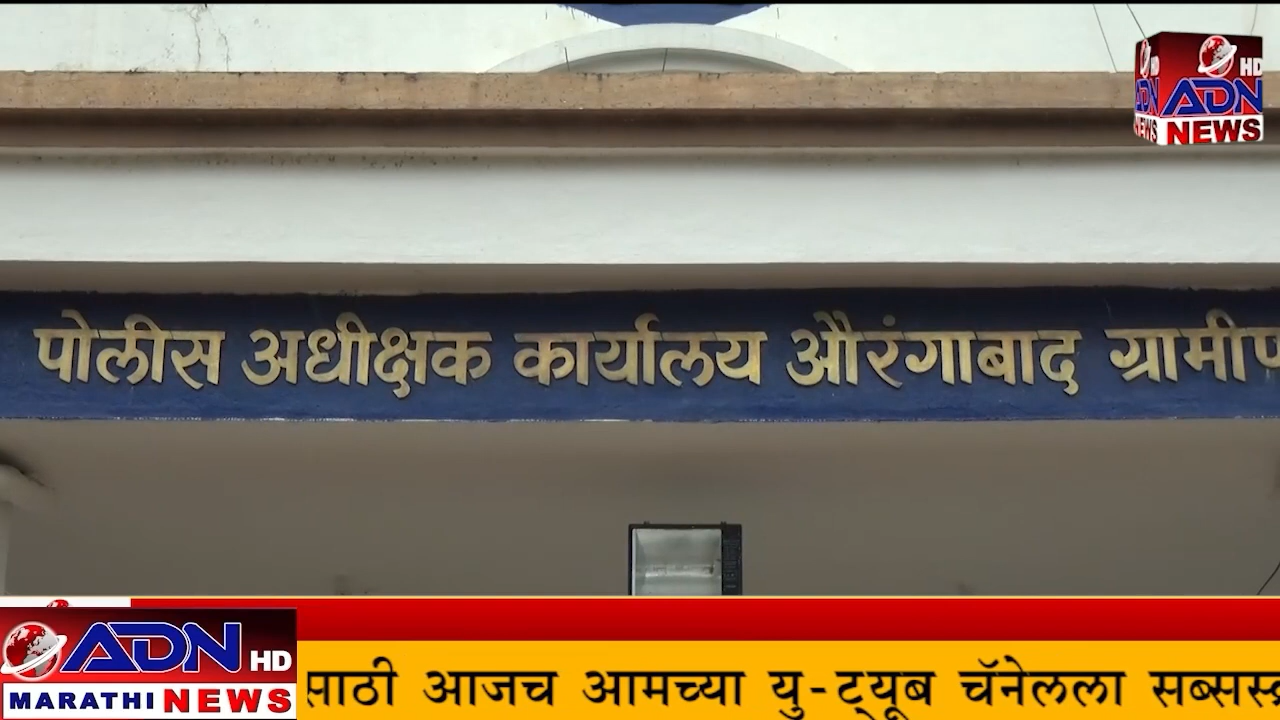 HD
ADN
NEWS
पोलीस अधीक्षक कार्यालय औरंगाबाद
ADN HD
MARATHI NEWS
आजच आमच्या यु-ट्यूब चॅनेलला